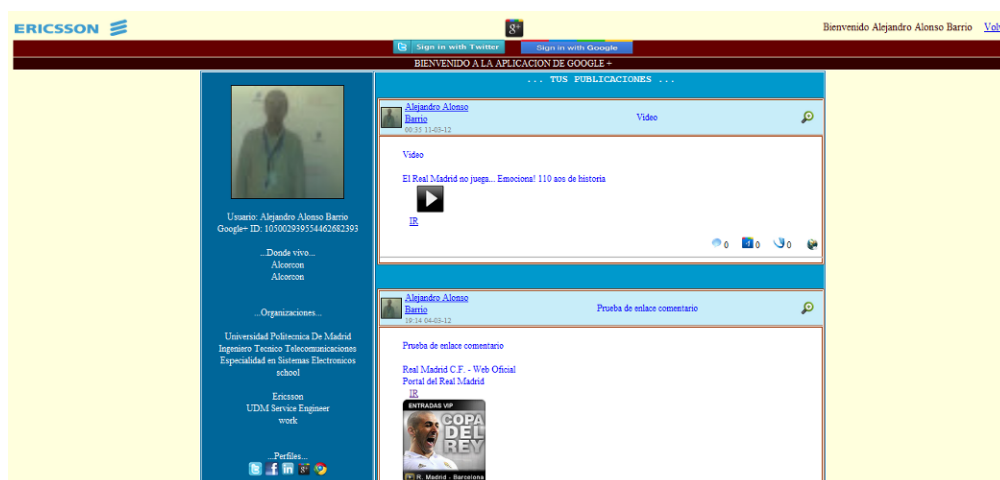 ERICSSON
Bienvenido Alejandro Alonso Barrio
Sign in with Twitter
Sign in with Google
BIENVENIDO A LA APLICACION DE GOOGLE +
Usuario: Alejandro Alonso Barrio
Google+ ID: 105002939554462682393
...Donde vivo...
Alcorcon
Alcorcon
...Organizaciones...
Universidad Politecnica De Madrid
Ingeniero Tecnico Telecomunicaciones
Especialidad en Sistemas Electronicos
school
Ericsson
UDM Service Engineer
work
...Perfiles...
... TUS PUBLICACIONES ...
Alejandro Alonso
Barrio
00:35 11-03-12
Video
Video
El Real Madrid no juega... Emociona! 110 aos de historia
IR
0 0 0
Alejandro Alonso
Barrio
19:14 04-03-12
Prueba de enlace comentario
Prueba de enlace comentario
Real Madrid C.F. - Web Oficial
Portal del Real Madrid
IR
ENTRADAS VIP
COPA
DEL
REY
R. Madrid - Barcelona